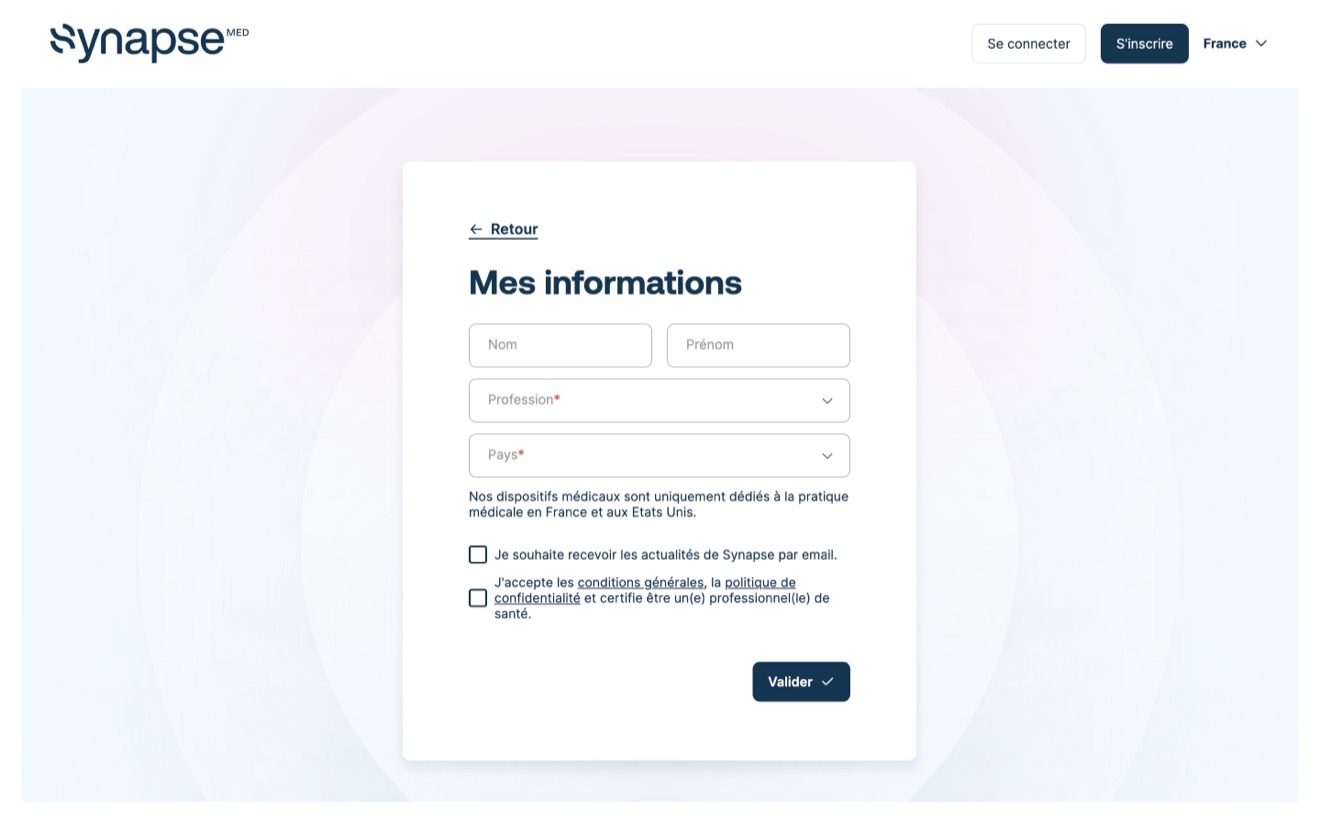 Synapse MED
Se connecter
S'inscrire
France
Retour
Mes informations
Nom
Prénom
Profession*
Pays*
Nos dispositifs médicaux sont uniquement dédiés à la pratique
médicale en France et aux Etats Unis.
Je souhaite recevoir les actualités de Synapse par email.
J'accepte les conditions générales, la politique de
confidentialité et certifie être un(e) professionnel(le) de
santé.
Valider